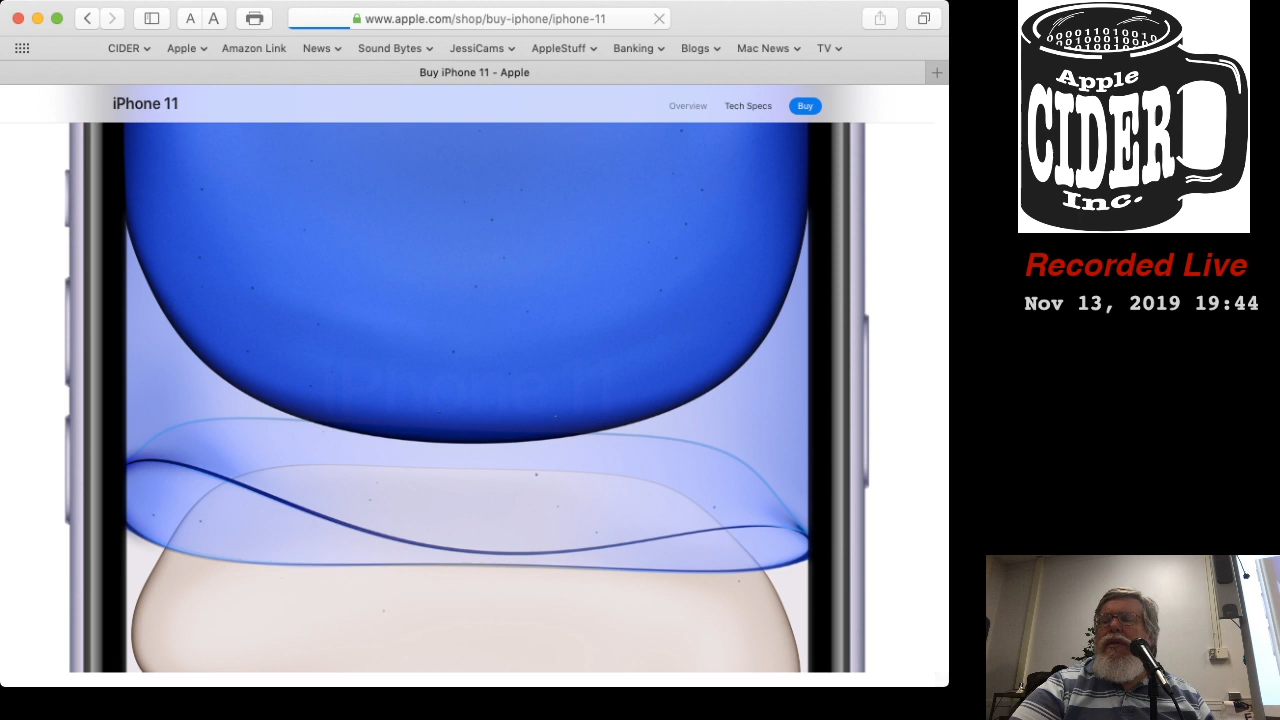 www.apple.com/shop/buy-iphone/iphone-11
A A
CIDER Apple Amazon Link News Sound Bytes JessiCams AppleStuff Banking Blogs Mac News TV
Buy iPhone 11 - Apple
iPhone 11
Overview Tech Specs Buy
iPhone 11
Apple
CIDER
Inc.
Recorded Live
Nov 13, 2019 19:44